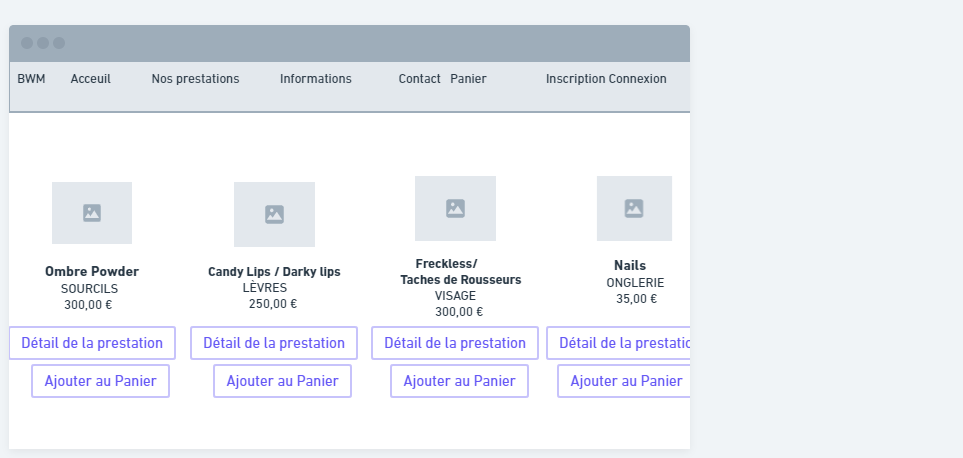 BWM Acceuil Nos prestations Informations Contact Panier Inscription Connexion
Ombre Powder
SOURCILS
300,00 €
Détail de la prestation
Ajouter au Panier
Candy Lips / Darky lips
LÈVRES
250,00 €
Détail de la prestation
Ajouter au Panier
Freckless/
Taches de Rousseurs
VISAGE
300,00 €
Détail de la prestation
Ajouter au Panier
Nails
ONGLERIE
35,00 €
Détail de la prestatio
Ajouter au Panier